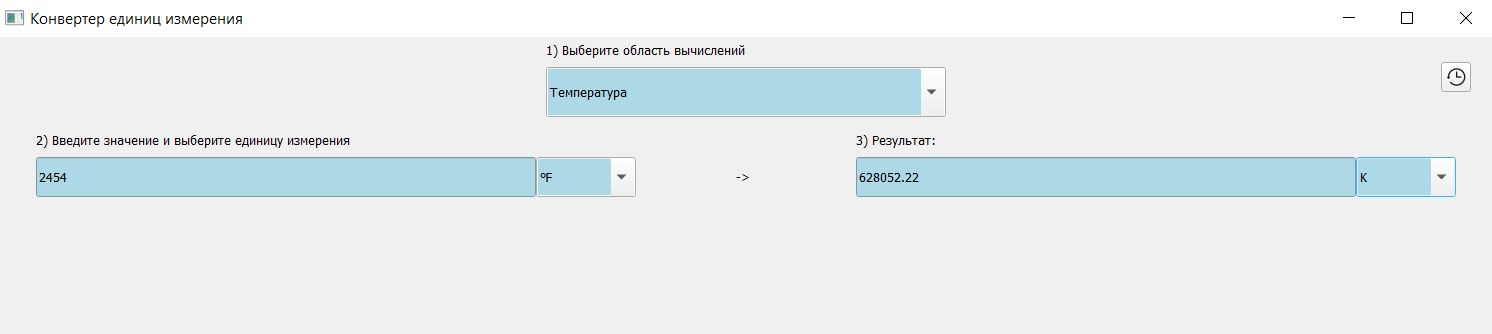 Конвертер единиц измерения
1) Выберите область вычислений
Температура
2) Введите значение и выберите единицу измерения
3) Результат:
2454 ºF -> 628052.22 K